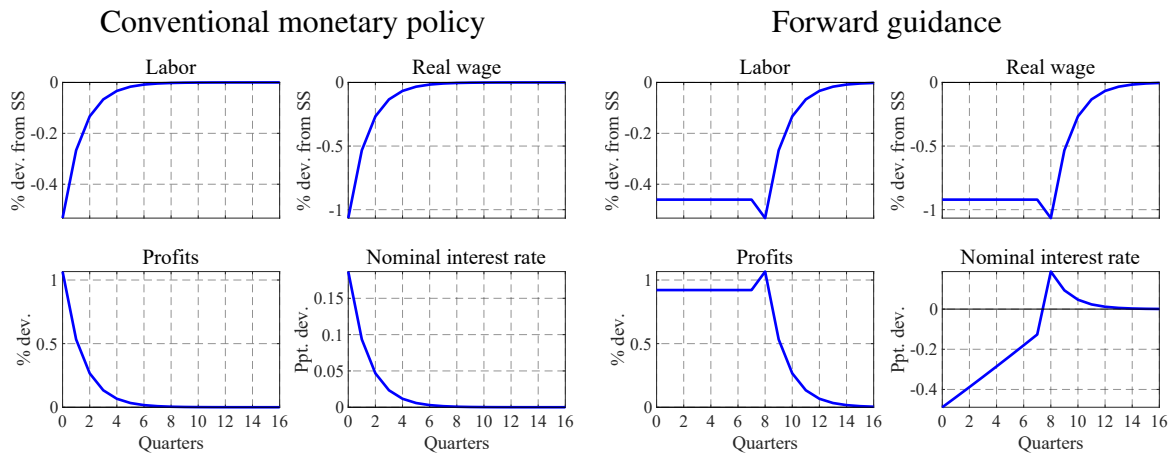 Conventional monetary policy
Forward guidance
Labor
Real wage
Labor
Real wage
% dev. from SS
0
-0.2
-0.4
% dev. from SS
0
-0.5
-1
% dev. from SS
0
-0.2
-0.4
% dev. from SS
0
-0.5
-1
Profits
Nominal interest rate
Profits
Nominal interest rate
% dev.
1
0.5
0
Ppt. dev.
0.15
0.1
0.05
0
% dev.
1
0.5
0
Ppt. dev.
0
-0.2
-0.4
0 2 4 6 8 10 12 14 16
0 2 4 6 8 10 12 14 16
0 2 4 6 8 10 12 14 16
0 2 4 6 8 10 12 14 16
Quarters
Quarters
Quarters
Quarters